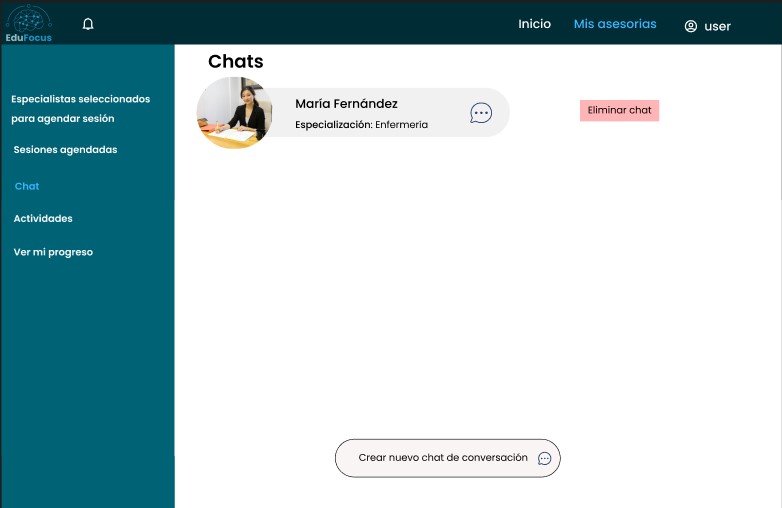 EduFocus
Inicio
Mis asesorias
user
Especialistas seleccionados
para agendar sesión
Sesiones agendadas
Chat
Actividades
Ver mi progreso
Chats
María Fernández
Especialización: Enfermería
Eliminar chat
Crear nuevo chat de conversación